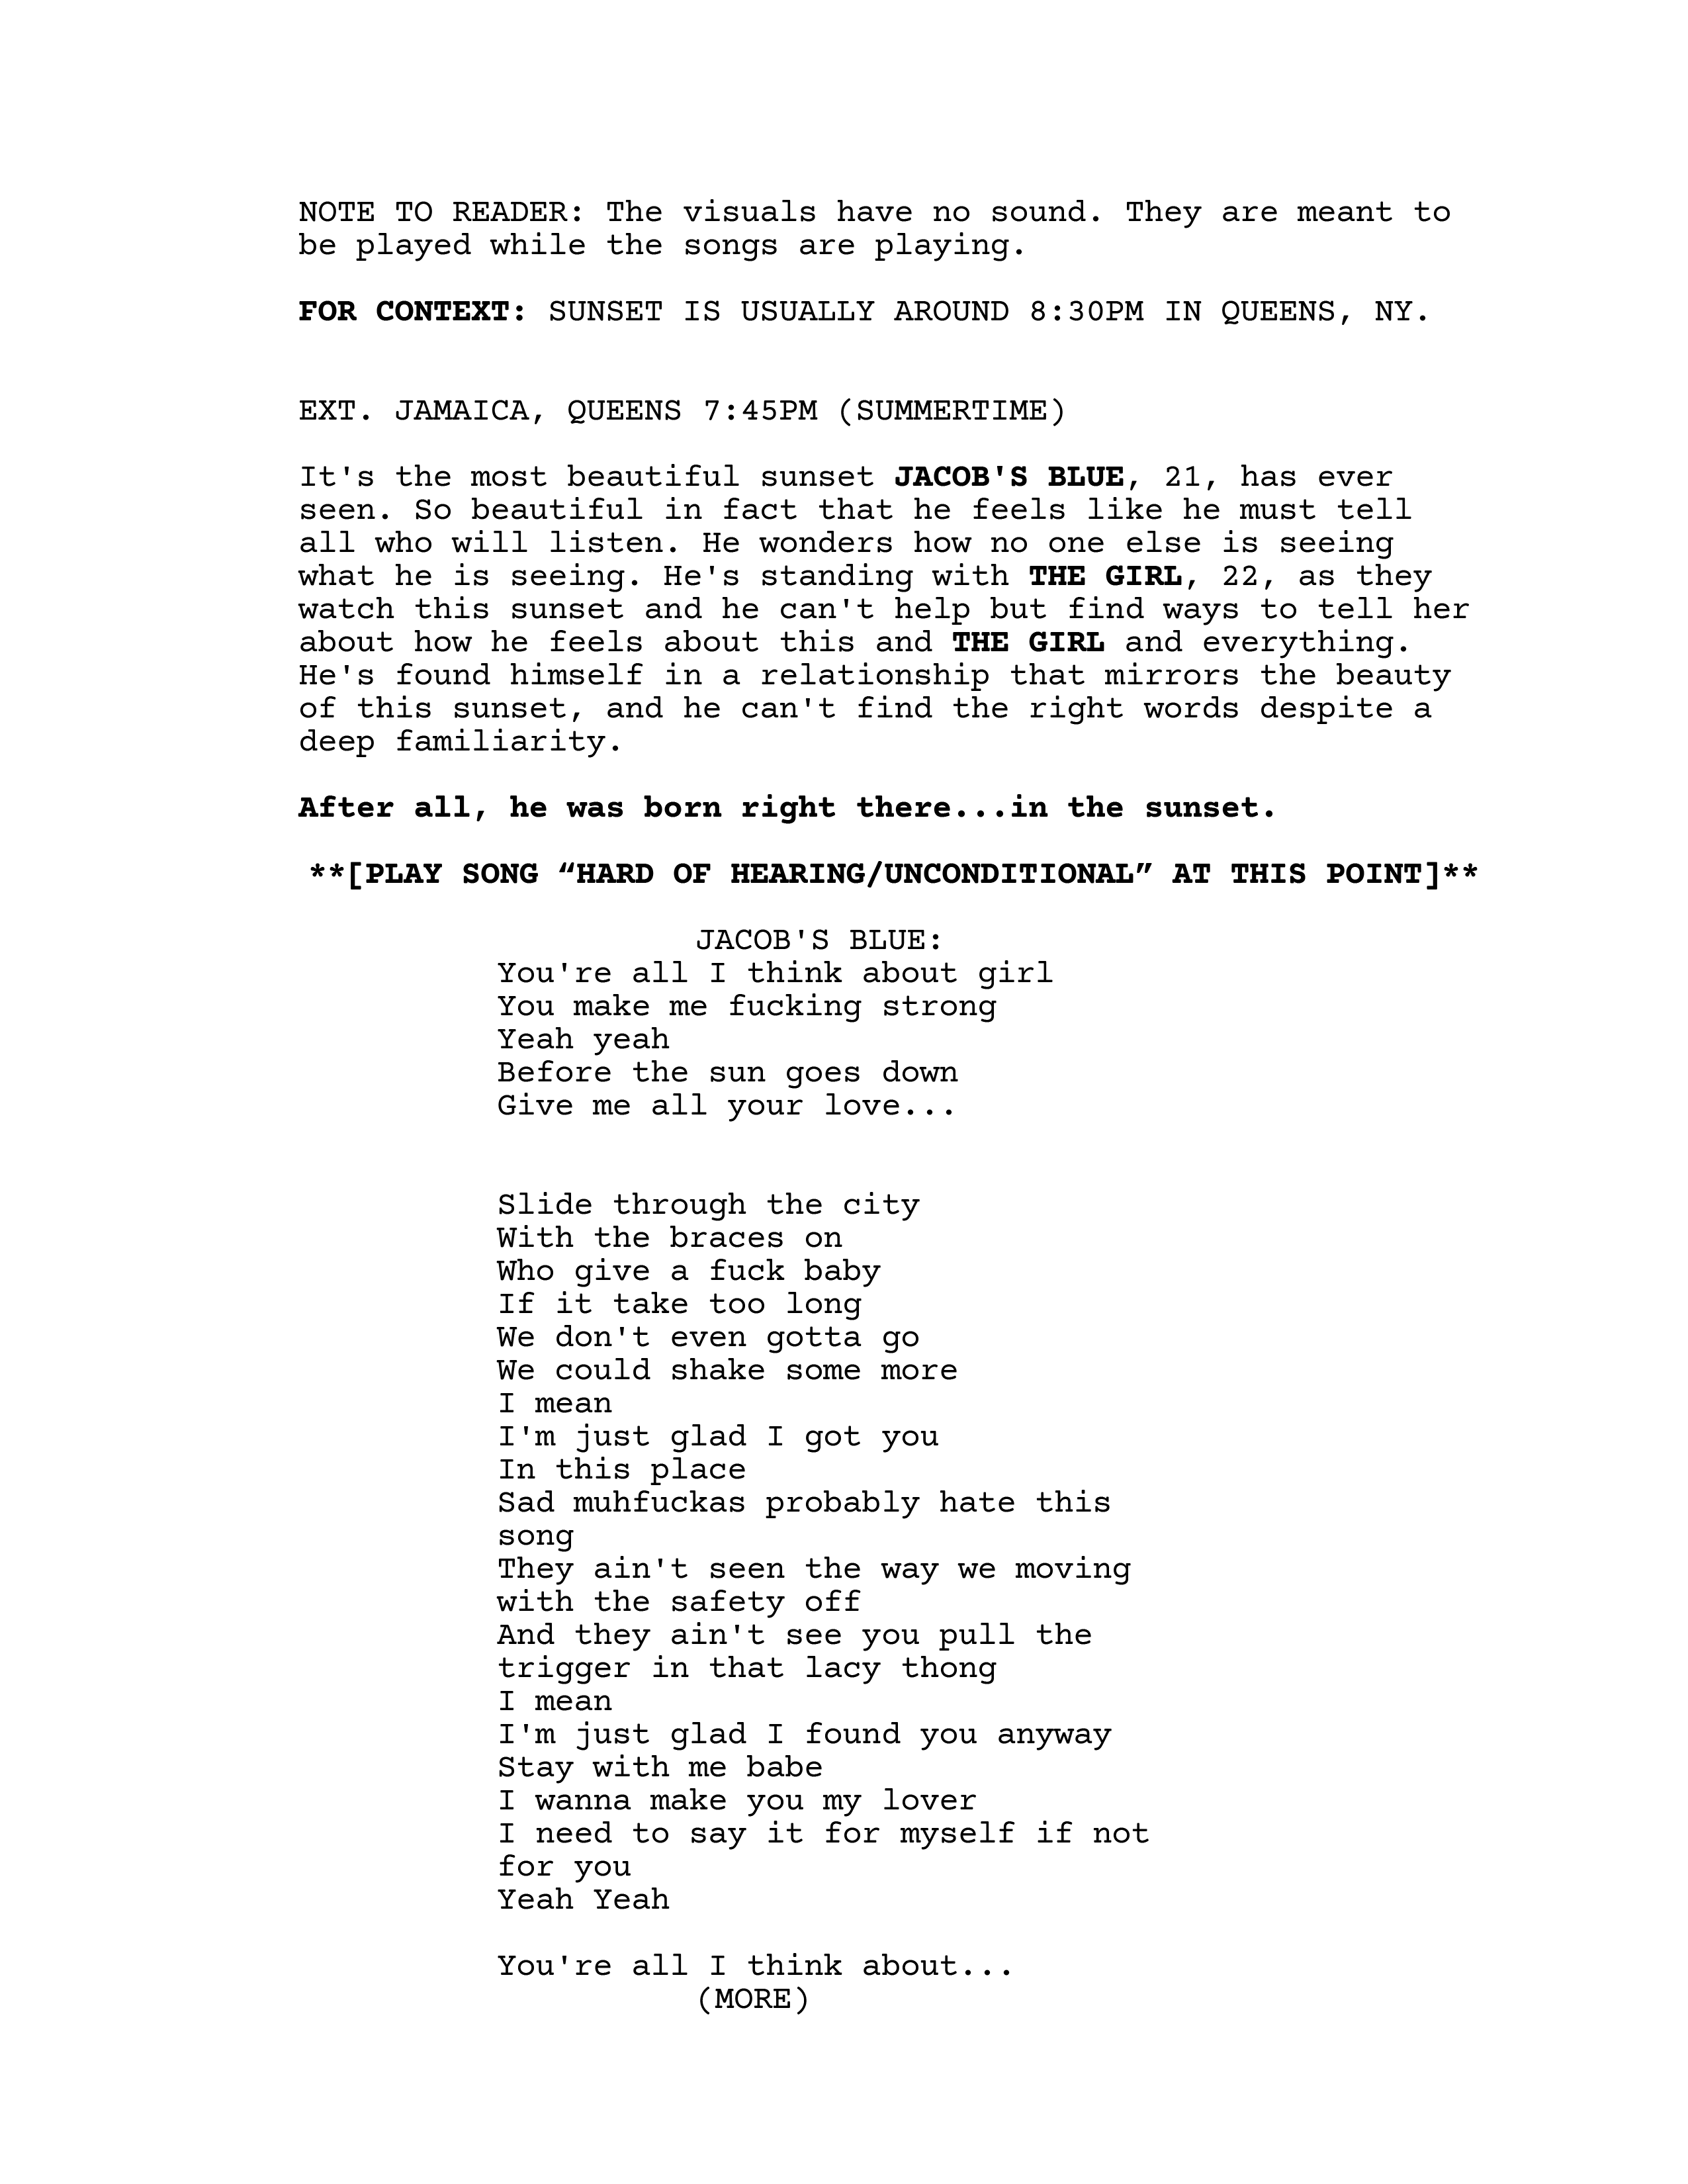 NOTE TO READER: The visuals have no sound. They are meant to
be played while the songs are playing.
FOR CONTEXT: SUNSET IS USUALLY AROUND 8:30PM IN QUEENS, NY.
EXT. JAMAICA, QUEENS 7:45PM (SUMMERTIME)
It's the most beautiful sunset JACOB'S BLUE, 21, has ever
seen. So beautiful in fact that he feels like he must tell
all who will listen. He wonders how no one else is seeing
what he is seeing. He's standing with THE GIRL, 22, as they
watch this sunset and he can't help but find ways to tell her
about how he feels about this and THE GIRL and everything.
He's found himself in a relationship that mirrors the beauty
of this sunset, and he can't find the right words despite a
deep familiarity.
After all, he was born right there...in the sunset.
**[PLAY SONG “HARD OF HEARING/UNCONDITIONAL” AT THIS POINT]**
JACOB'S BLUE:
You're all I think about girl
You make me fucking strong
Yeah yeah
Before the sun goes down
Give me all your love...
Slide through the city
With the braces on
Who give a fuck baby
If it take too long
We don't even gotta go
We could shake some more
I mean
I'm just glad I got you
In this place
Sad muhfuckas probably hate this
song
They ain't seen the way we moving
with the safety off
And they ain't see you pull the
trigger in that lacy thong
I mean
I'm just glad I found you anyway
Stay with me babe
I wanna make you my lover
I need to say it for myself if not
for you
Yeah Yeah
You're all I think about...
(MORE)